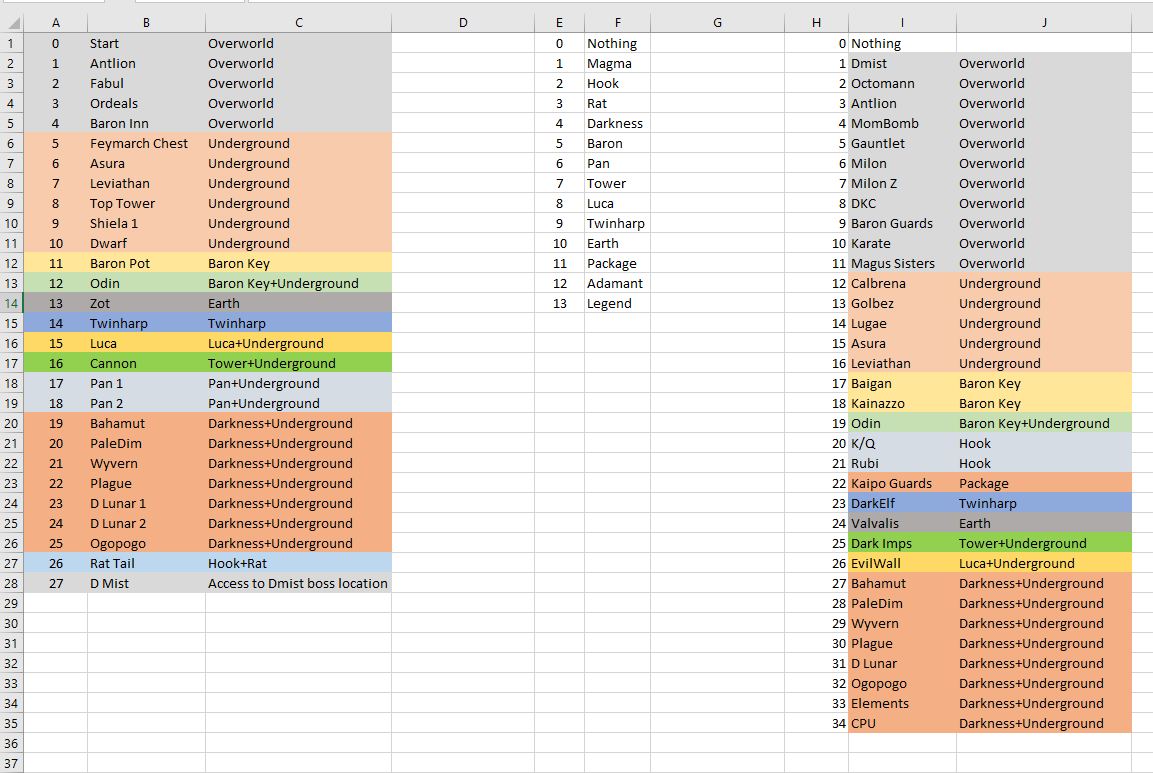 A B C D E F G H I J
1 0 Start Overworld 0 Nothing 0 Nothing
2 1 Antlion Overworld 1 Magma 1 Dmist Overworld
3 2 Fabul Overworld 2 Hook 2 Octomann Overworld
4 3 Ordeals Overworld 3 Rat 3 Antlion Overworld
5 4 Baron Inn Overworld 4 Darkness 4 MomBomb Overworld
6 5 Feymarch Chest Underground 5 Baron 5 Gauntlet Overworld
7 6 Asura Underground 6 Pan 6 Milon Overworld
8 7 Leviathan Underground 7 Tower 7 Milon Z Overworld
9 8 Top Tower Underground 8 Luca 8 DKC Overworld
10 9 Shiela 1 Underground 9 Twinharp 9 Baron Guards Overworld
11 10 Dwarf Underground 10 Earth 10 Karate Overworld
12 11 Baron Pot Baron Key 11 Package 11 Magus Sisters Overworld
13 12 Odin Baron Key+Underground 12 Adamant 12 Calbrena Underground
14 13 Zot Earth 13 Legend 13 Golbez Underground
15 14 Twinharp Twinharp 14 Lugae Underground
16 15 Luca Luca+Underground 15 Asura Underground
17 16 Cannon Tower+Underground 16 Leviathan Underground
18 17 Pan 1 Pan+Underground 17 Baigan Baron Key
19 18 Pan 2 Pan+Underground 18 Kainazzo Baron Key
20 19 Bahamut Darkness+Underground 19 Odin Baron Key+Underground
21 20 PaleDim Darkness+Underground 20 K/Q Hook
22 21 Wyvern Darkness+Underground 21 Rubi Hook
23 22 Plague Darkness+Underground 22 Kaipo Guards Package
24 23 D Lunar 1 Darkness+Underground 23 DarkElf Twinharp
25 24 D Lunar 2 Darkness+Underground 24 Valvalis Earth
26 25 Ogopogo Darkness+Underground 25 Dark Imps Tower+Underground
27 26 Rat Tail Hook+Rat 26 EvilWall Luca+Underground
28 27 D Mist Access to Dmist boss location 27 Bahamut Darkness+Underground
29 28 PaleDim Darkness+Underground
30 29 Wyvern Darkness+Underground
31 30 Plague Darkness+Underground
32 31 D Lunar Darkness+Underground
33 32 Ogopogo Darkness+Underground
34 33 Elements Darkness+Underground
35 34 CPU Darkness+Underground
36
37